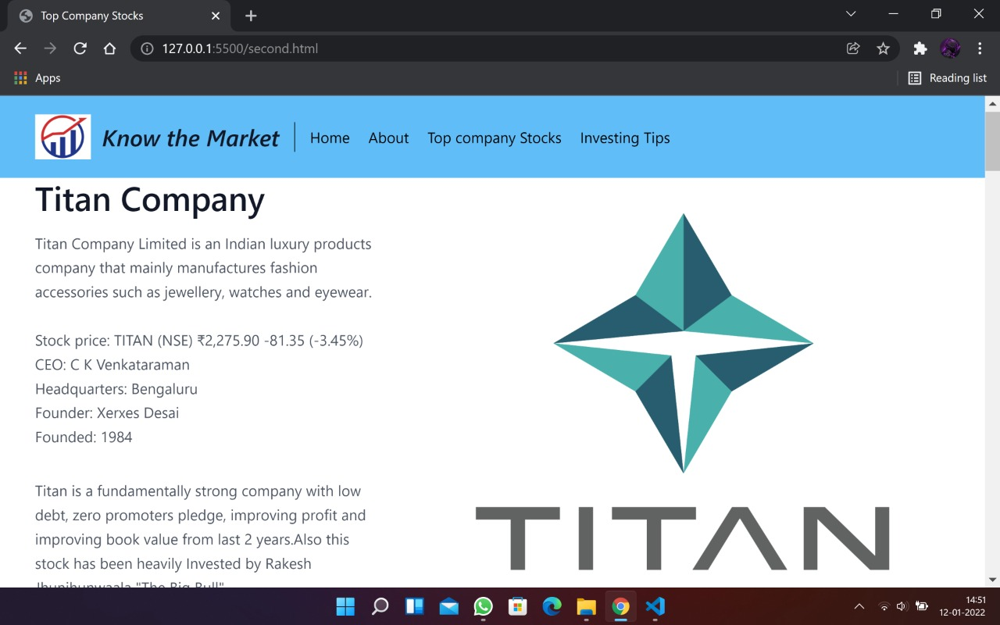 Top Company Stocks
127.0.0.1:5500/second.html
Apps
Reading list
Know the Market
Home
About
Top company Stocks
Investing Tips
Titan Company
Titan Company Limited is an Indian luxury products
company that mainly manufactures fashion
accessories such as jewellery, watches and eyewear.
Stock price: TITAN (NSE) ₹2,275.90 -81.35 (-3.45%)
CEO: C K Venkataraman
Headquarters: Bengaluru
Founder: Xerxes Desai
Founded: 1984
Titan is a fundamentally strong company with low
debt, zero promoters pledge, improving profit and
improving book value from last 2 years.Also this
stock has been heavily Invested by Rakesh
"The Big Bull"
TITAN
14:51
12-01-2022